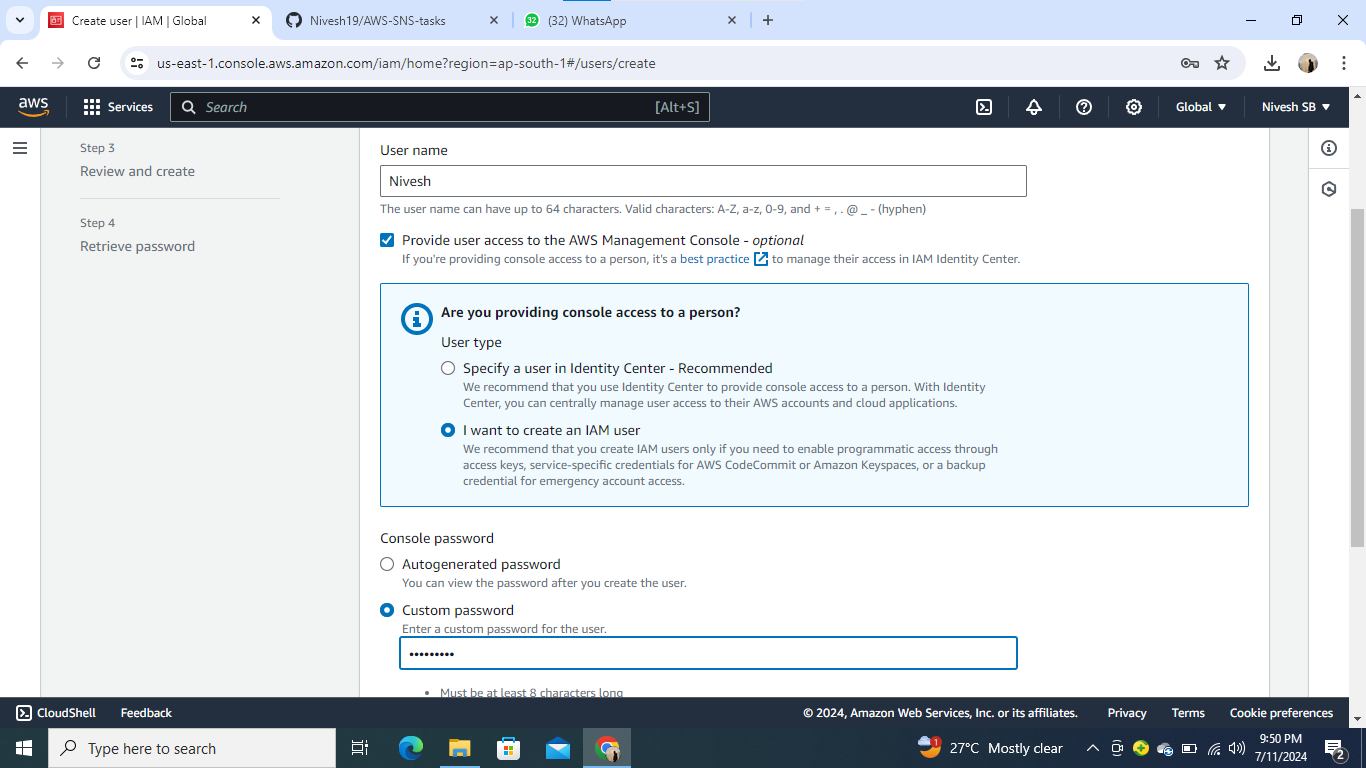 Create user | IAM | Global
Nivesh19/AWS-SNS-tasks
32
(32) WhatsApp
us-east-1.console.aws.amazon.com/iam/home?region=ap-south-1#/users/create
aws
Services
Search
[Alt+S]
Global
Nivesh SB
Step 3
Review and create
Step 4
Retrieve password
User name
Nivesh
The user name can have up to 64 characters. Valid characters: A-Z, a-z, 0-9, and + = , . @ _ - (hyphen)
Provide user access to the AWS Management Console - optional
If you're providing console access to a person, it's a best practice to manage their access in IAM Identity Center.
Are you providing console access to a person?
User type
Specify a user in Identity Center - Recommended
We recommend that you use Identity Center to provide console access to a person. With Identity
Center, you can centrally manage user access to their AWS accounts and cloud applications.
I want to create an IAM user
We recommend that you create IAM users only if you need to enable programmatic access through
access keys, service-specific credentials for AWS CodeCommit or Amazon Keyspaces, or a backup
credential for emergency account access.
Console password
Autogenerated password
You can view the password after you create the user.
Custom password
Enter a custom password for the user.
•••••••••
• Must be at least 8 characters long
CloudShell
Feedback
© 2024, Amazon Web Services, Inc. or its affiliates.
Privacy
Terms
Cookie preferences
Type here to search
1
27°C Mostly clear
9:50 PM
7/11/2024
2